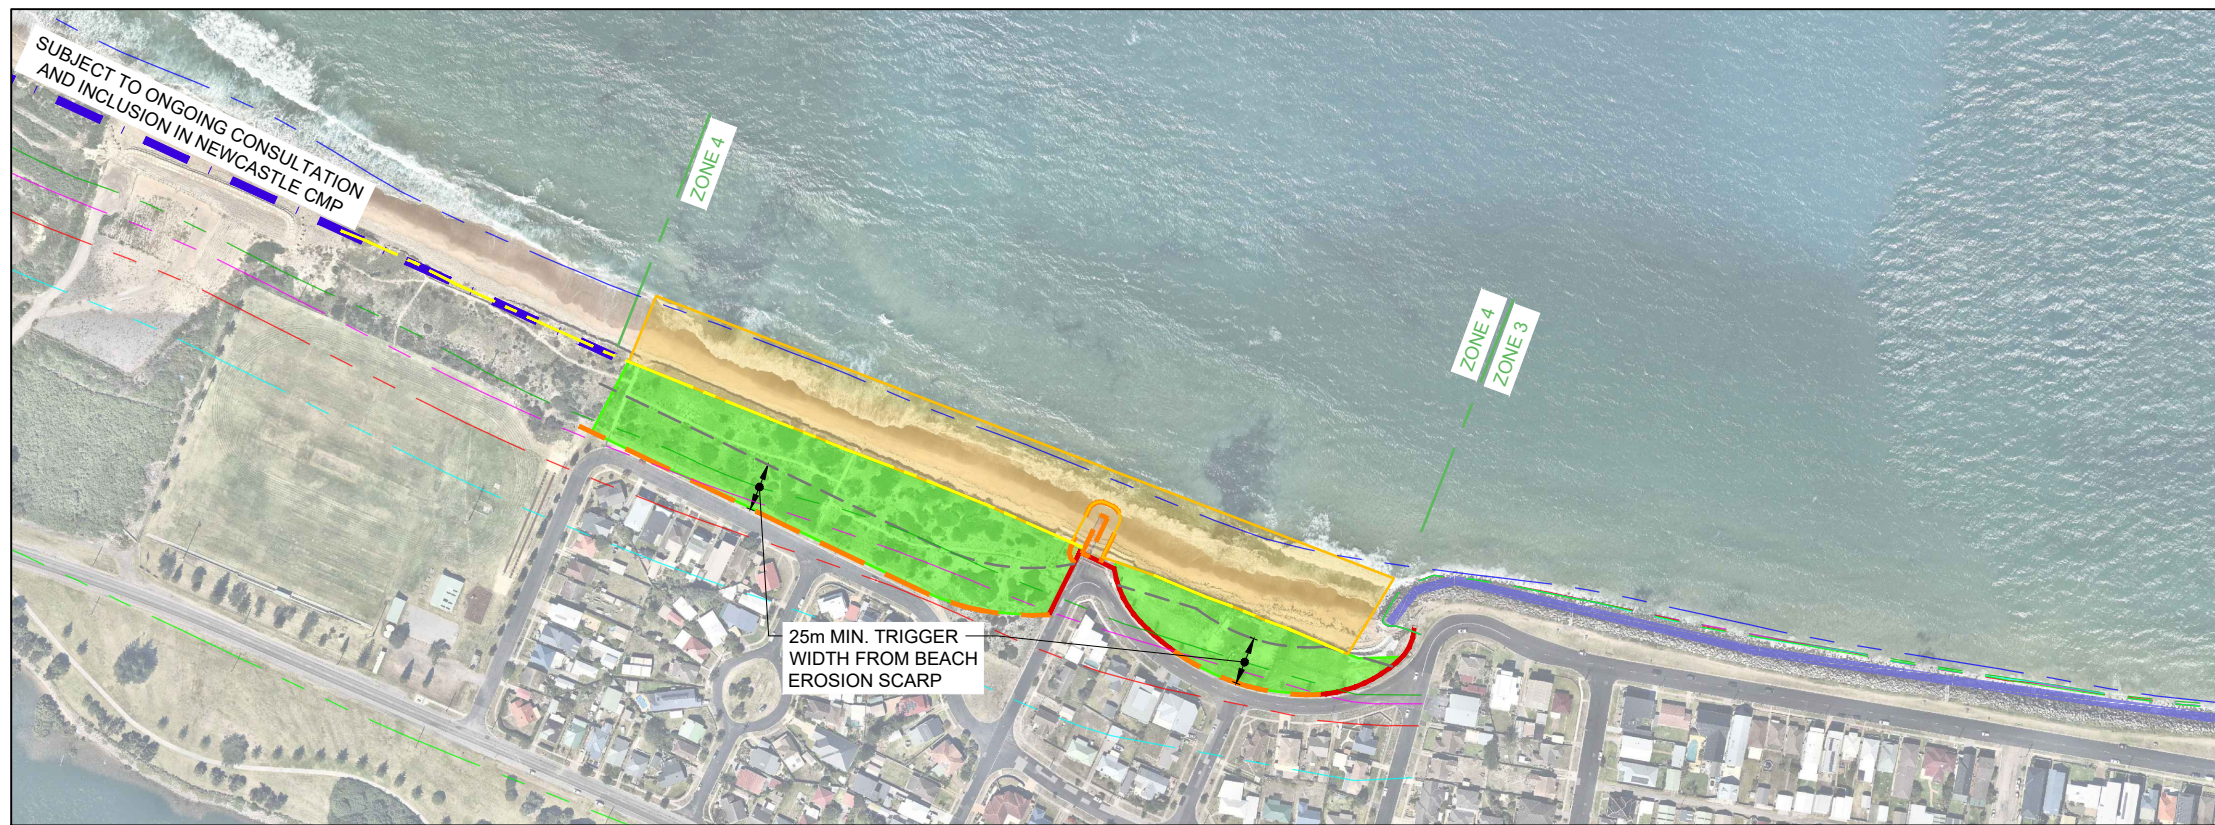 SUBJECT TO ONGOING CONSULTATION
AND INCLUSION IN NEWCASTLE CMP
ZONE 4
ZONE 4
ZONE 3
25m MIN. TRIGGER
WIDTH FROM BEACH
EROSION SCARP